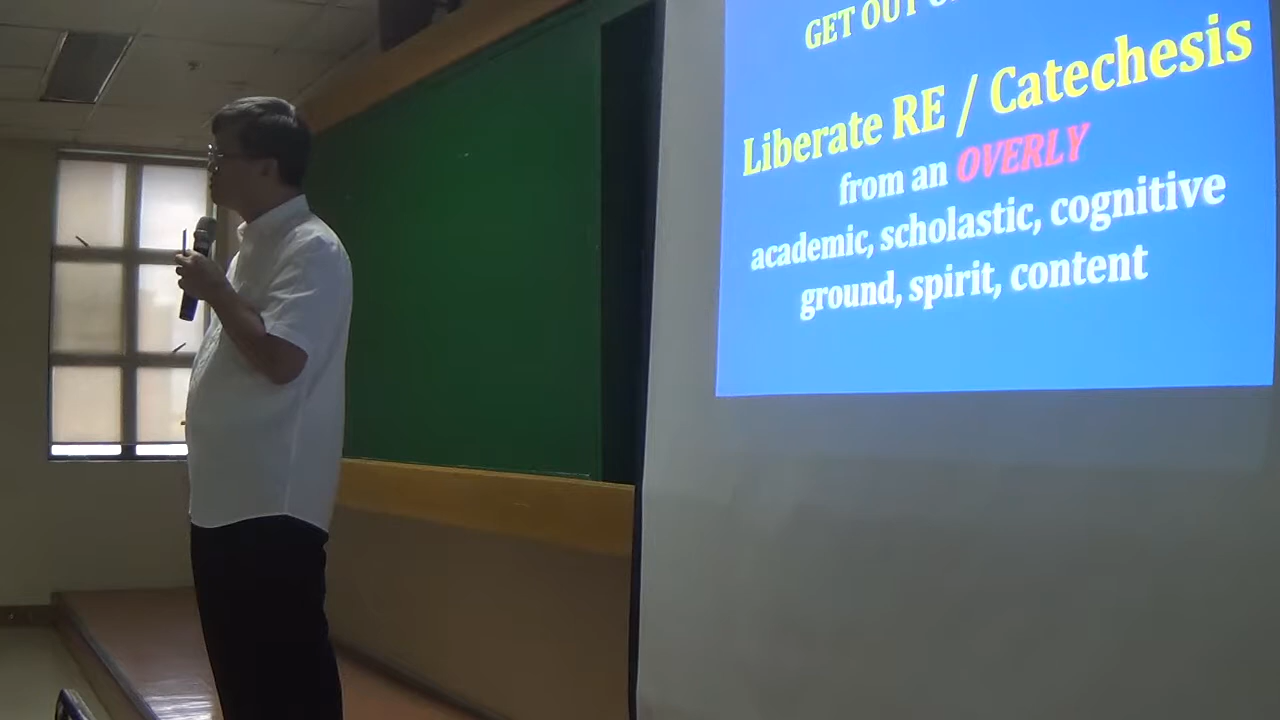 GET OUT
Liberate RE / Catechesis
from an OVERLY
academic, scholastic, cognitive
ground, spirit, content